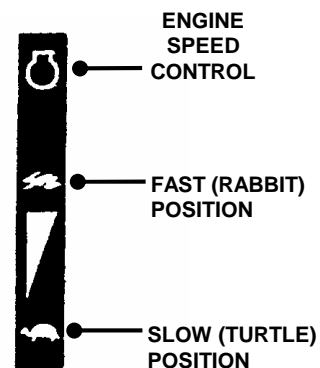 ENGINE
SPEED
CONTROL
FAST (RABBIT)
POSITION
SLOW (TURTLE)
POSITION